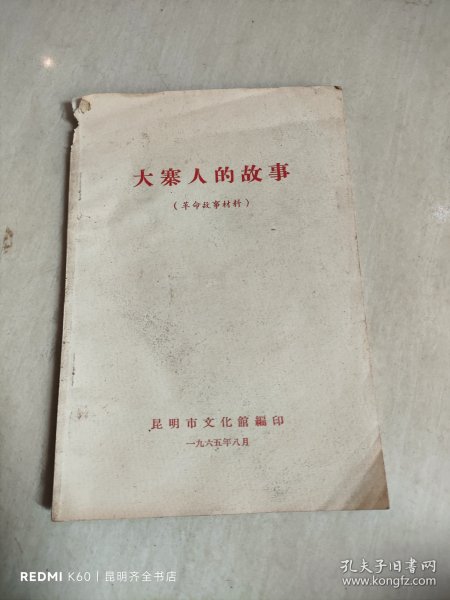 大寨人的故事
(革命故事材料)
昆明市文化館編印
一九六五年八月
REDMI K60 | 昆明齐全书店
孔夫子旧书网
www.kongfz.com